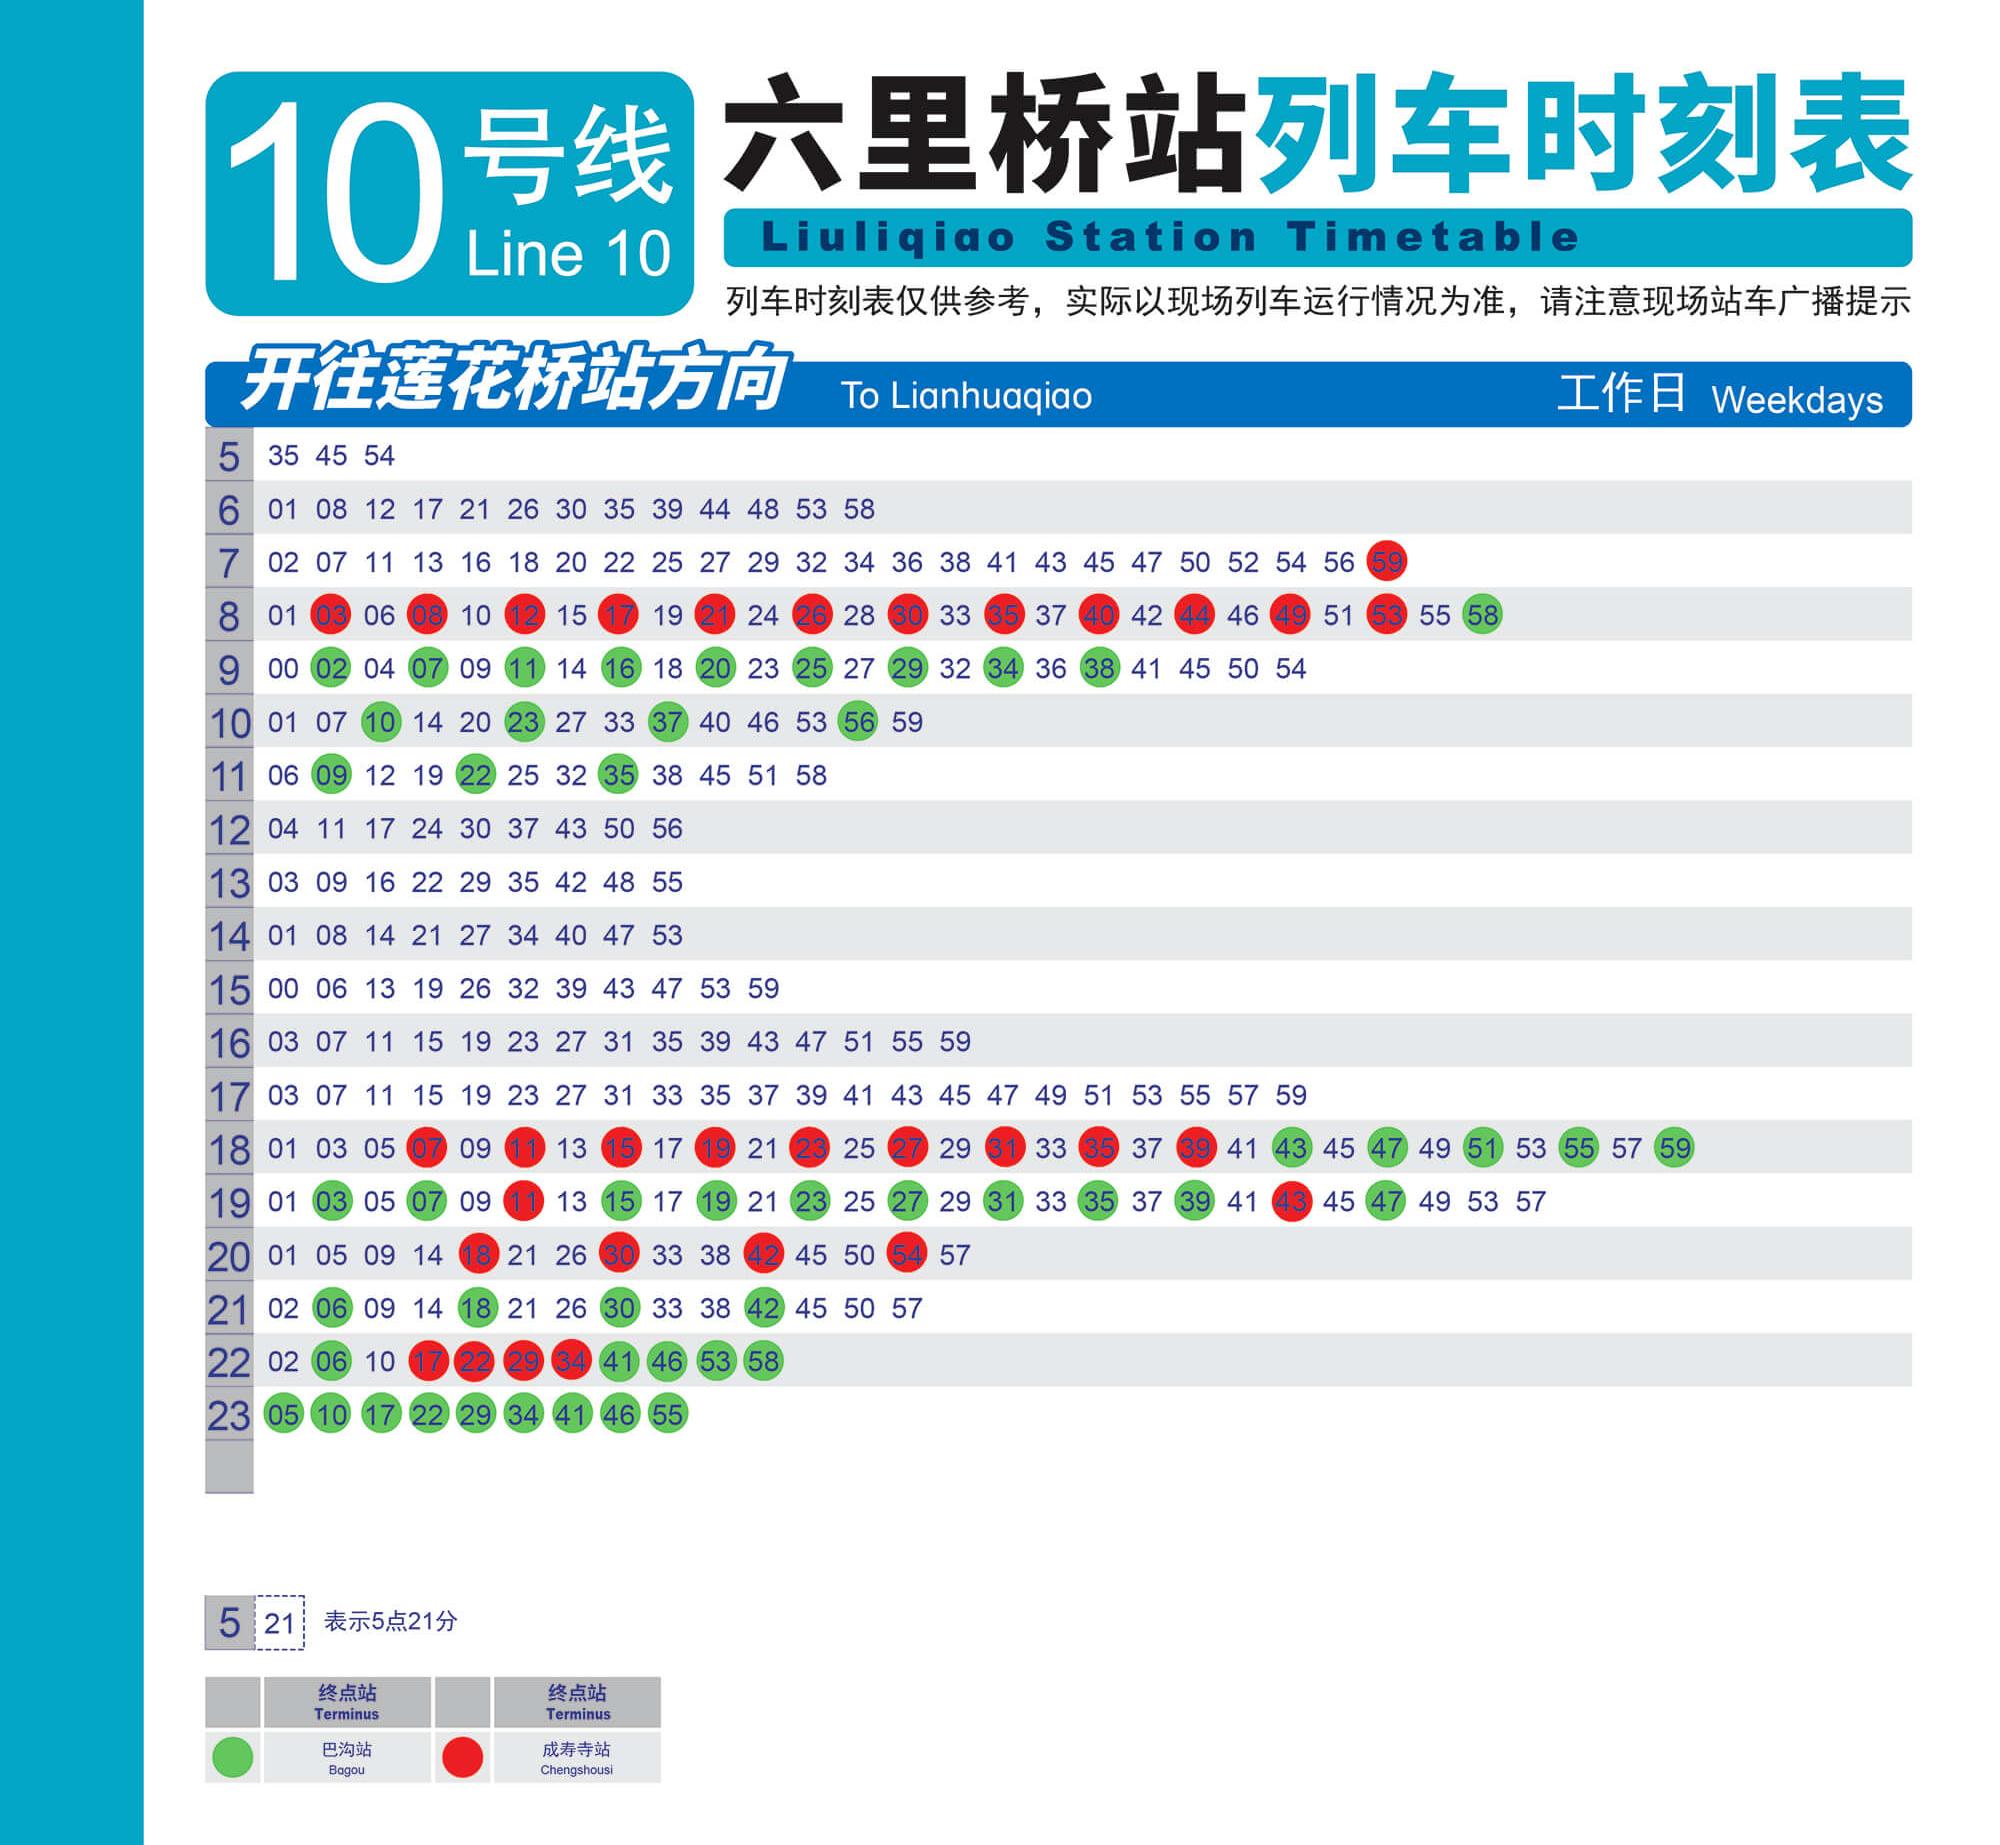 10号线
Line 10
六里桥站列车时刻表
Liuliqiao Station Timetable
列车时刻表仅供参考，实际以现场列车运行情况为准，请注意现场站车广播提示
开往莲花桥站方向 To Lianhuaqiao 工作日 Weekdays
5 35 45 54
6 01 08 12 17 21 26 30 35 39 44 48 53 58
7 02 07 11 13 16 18 20 22 25 27 29 32 34 36 38 41 43 45 47 50 52 54 56 59
8 01 03 06 08 10 12 15 17 19 21 24 26 28 30 33 35 37 40 42 44 46 49 51 53 55 58
9 00 02 04 07 09 11 14 16 18 20 23 25 27 29 32 34 36 38 41 45 50 54
10 01 07 10 14 20 23 27 33 37 40 46 53 56 59
11 06 09 12 19 22 25 32 35 38 45 51 58
12 04 11 17 24 30 37 43 50 56
13 03 09 16 22 29 35 42 48 55
14 01 08 14 21 27 34 40 47 53
15 00 06 13 19 26 32 39 43 47 53 59
16 03 07 11 15 19 23 27 31 35 39 43 47 51 55 59
17 03 07 11 15 19 23 27 31 33 35 37 39 41 43 45 47 49 51 53 55 57 59
18 01 03 05 07 09 11 13 15 17 19 21 23 25 27 29 31 33 35 37 39 41 43 45 47 49 51 53 55 57 59
19 01 03 05 07 09 11 13 15 17 19 21 23 25 27 29 31 33 35 37 39 41 43 45 47 49 53 57
20 01 05 09 14 18 21 26 30 33 38 42 45 50 54 57
21 02 06 09 14 18 21 26 30 33 38 42 45 50 57
22 02 06 10 17 22 29 34 41 46 53 58
23 05 10 17 22 29 34 41 46 55
5 21 表示5点21分
终点站 终点站
Terminus Terminus
巴沟站 成寿寺站
Bagou Chengshousi